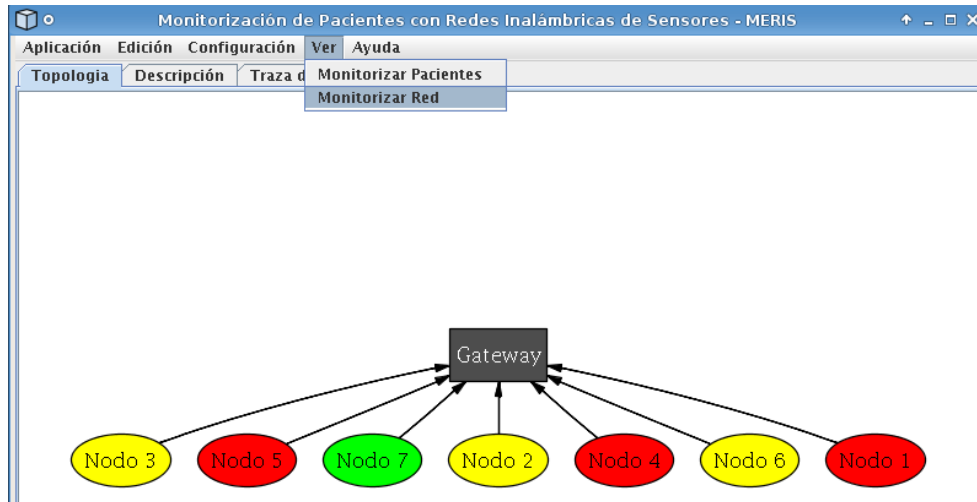 Monitorización de Pacientes con Redes Inalámbricas de Sensores - MERIS
Aplicación Edición Configuración Ver Ayuda
Topologia Descripción Traza
Monitorizar Pacientes
Monitorizar Red
Gateway
Nodo 3 Nodo 5 Nodo 7 Nodo 2 Nodo 4 Nodo 6 Nodo 1